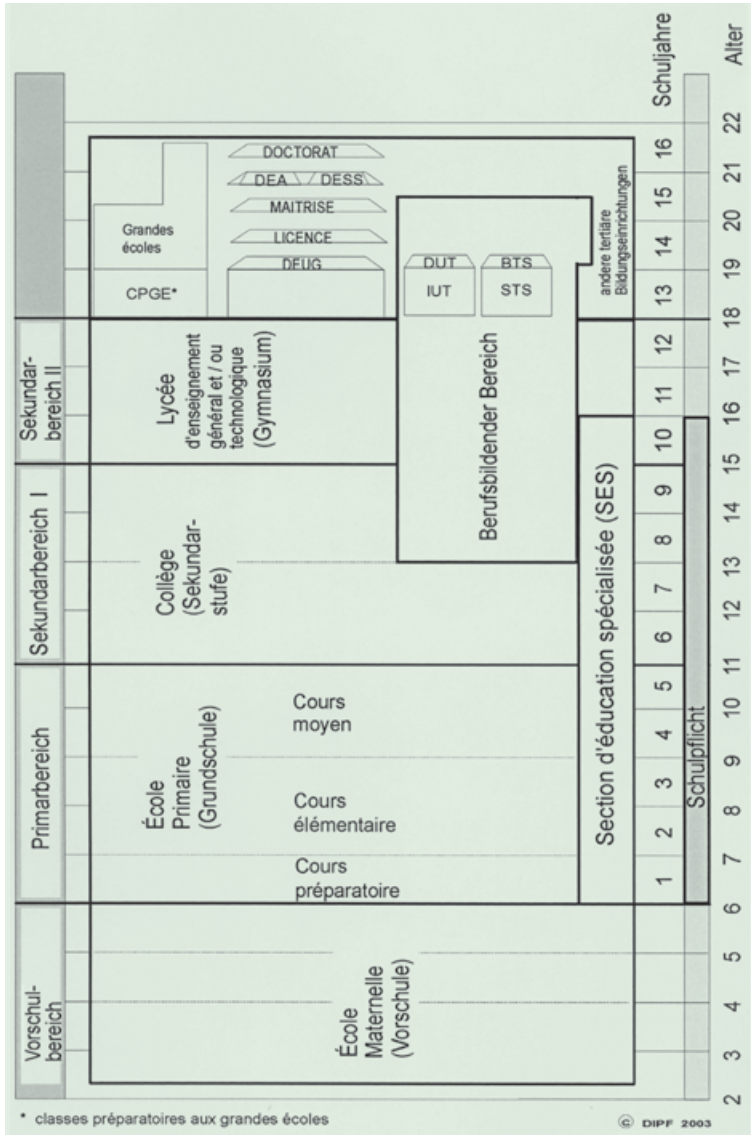 Schuljahre
Alter
22
21
20
19
18
17
16
15
14
13
12
11
10
9
8
7
6
5
4
3
2
16
15
14
13
12
11
10
9
8
7
6
5
4
3
2
1
Schulpflicht
DOCTORAT
DEA
DESS
MAITRISE
LICENCE
DEUG
Grandes
écoles
CPGE*
DUT
BTS
IUT
STS
andere tertiäre
Bildungseinrichtungen
Sekundar-
bereich II
Lycée
d'enseignement
général et / ou
technologique
(Gymnasium)
Berufsbildender Bereich
Section d'éducation spécialisée (SES)
Sekundarbereich I
Collège
(Sekundar-
stufe)
Primarbereich
École
Primaire
(Grundschule)
Cours
moyen
Cours
élémentaire
Cours
préparatoire
Vorschul-
bereich
École
Maternelle
(Vorschule)
* classes préparatoires aux grandes écoles
© DIPF 2003